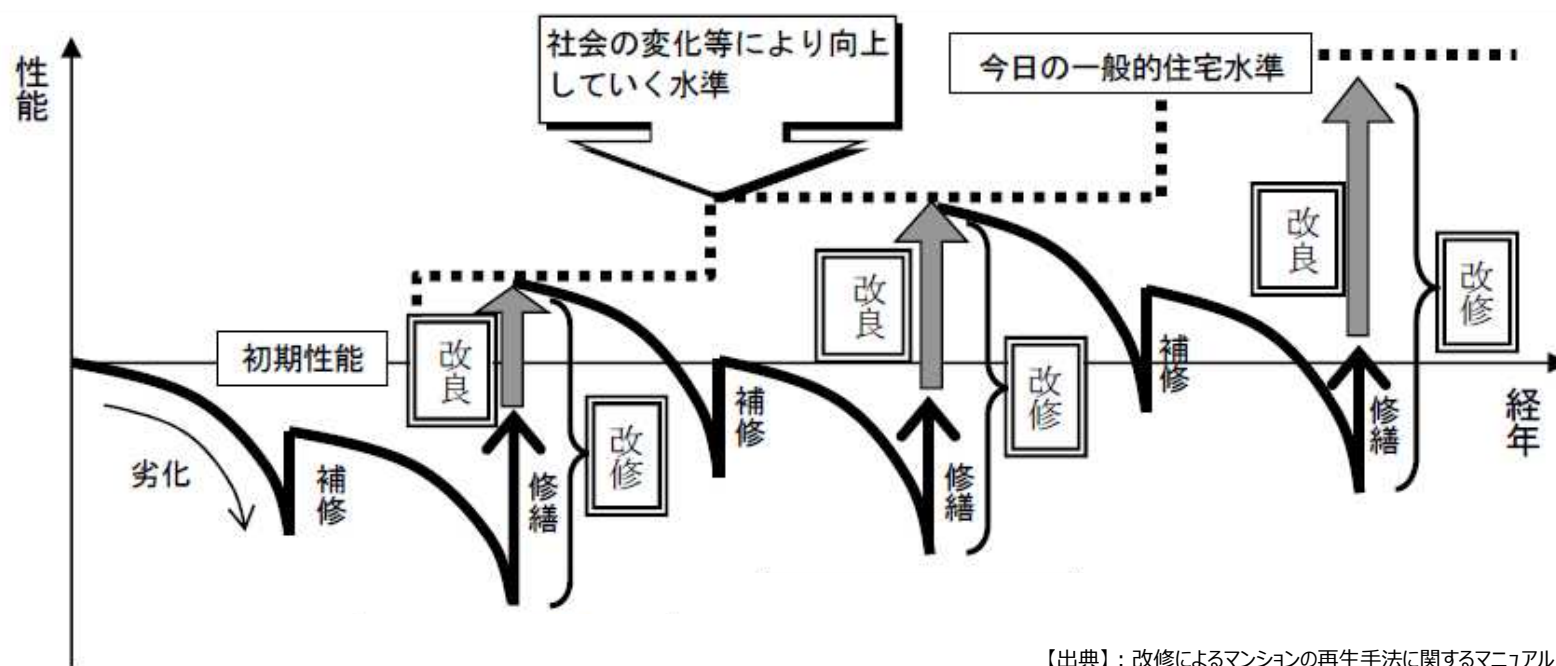 性能
社会の変化等により向上
していく水準
今日の一般的住宅水準
初期性能
劣化
補修
改良
修繕
改修
補修
改良
修繕
改修
補修
改良
修繕
改修
経年
【出典】：改修によるマンションの再生手法に関するマニュアル